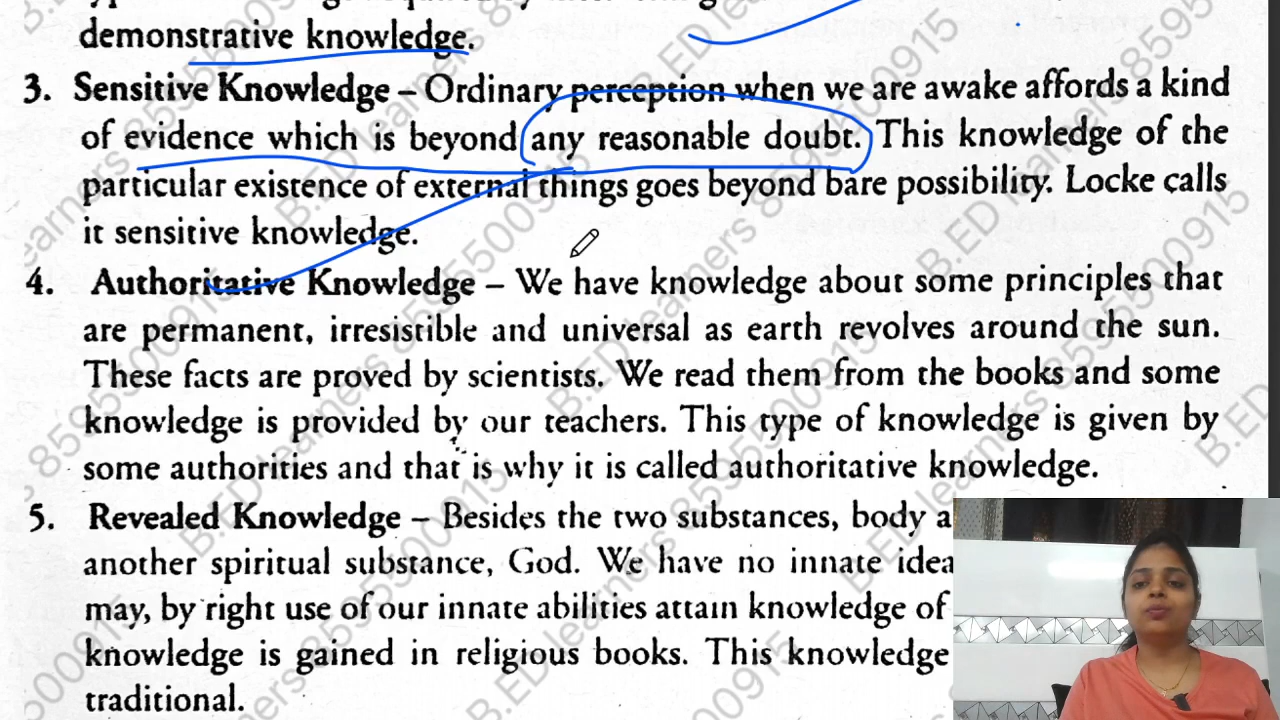 demonstrative knowledge.
3. Sensitive Knowledge – Ordinary perception when we are awake affords a kind
of evidence which is beyond any reasonable doubt. This knowledge of the
particular existence of external things goes beyond bare possibility. Locke calls
it sensitive knowledge.
4. Authoritative Knowledge – We have knowledge about some principles that
are permanent, irresistible and universal as earth revolves around the sun.
These facts are proved by scientists. We read them from the books and some
knowledge is provided by our teachers. This type of knowledge is given by
some authorities and that is why it is called authoritative knowledge.
5. Revealed Knowledge – Besides the two substances, body a
another spiritual substance, God. We have no innate idea
may, by right use of our innate abilities attain knowledge of
knowledge is gained in religious books. This knowledge
traditional.
B.ED learners 8595500915